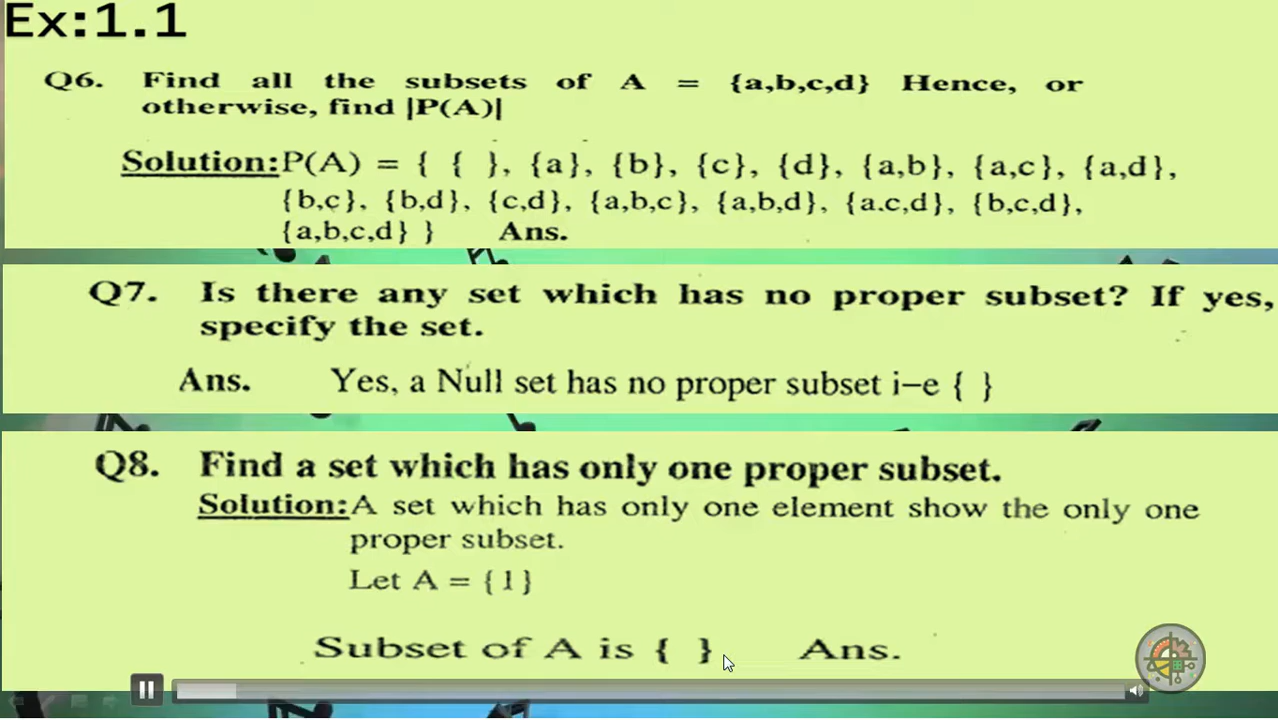 Ex:1.1
Q6. Find all the subsets of A = {a,b,c,d} Hence, or
otherwise, find |P(A)|
Solution: P(A) = { { }, {a}, {b}, {c}, {d}, {a,b}, {a,c}, {a,d},
{b,c}, {b,d}, {c,d}, {a,b,c}, {a,b,d}, {a.c,d}, {b,c,d},
{a,b,c,d} } Ans.
Q7. Is there any set which has no proper subset? If yes,
specify the set.
Ans. Yes, a Null set has no proper subset i–e { }
Q8. Find a set which has only one proper subset.
Solution: A set which has only one element show the only one
proper subset.
Let A = {1}
Subset of A is { } Ans.